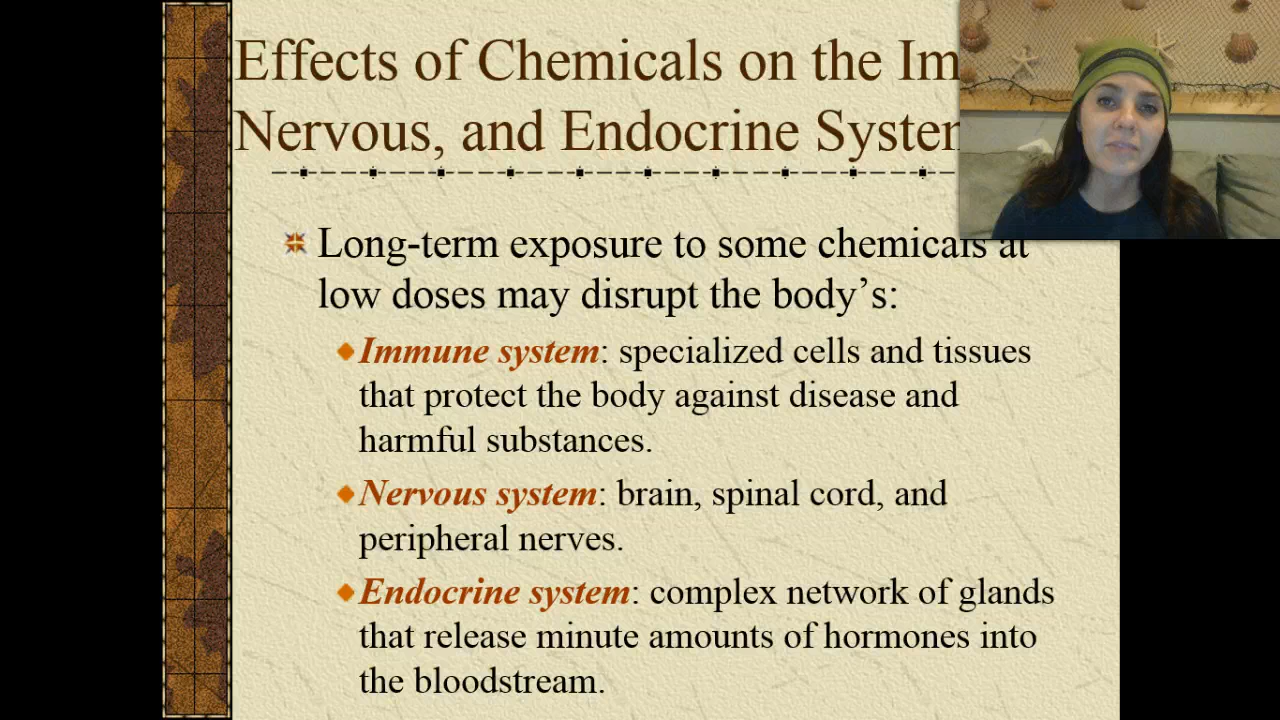 Effects of Chemicals on the Im
Nervous, and Endocrine System
Long-term exposure to some chemicals at
low doses may disrupt the body's:
Immune system: specialized cells and tissues
that protect the body against disease and
harmful substances.
Nervous system: brain, spinal cord, and
peripheral nerves.
Endocrine system: complex network of glands
that release minute amounts of hormones into
the bloodstream.